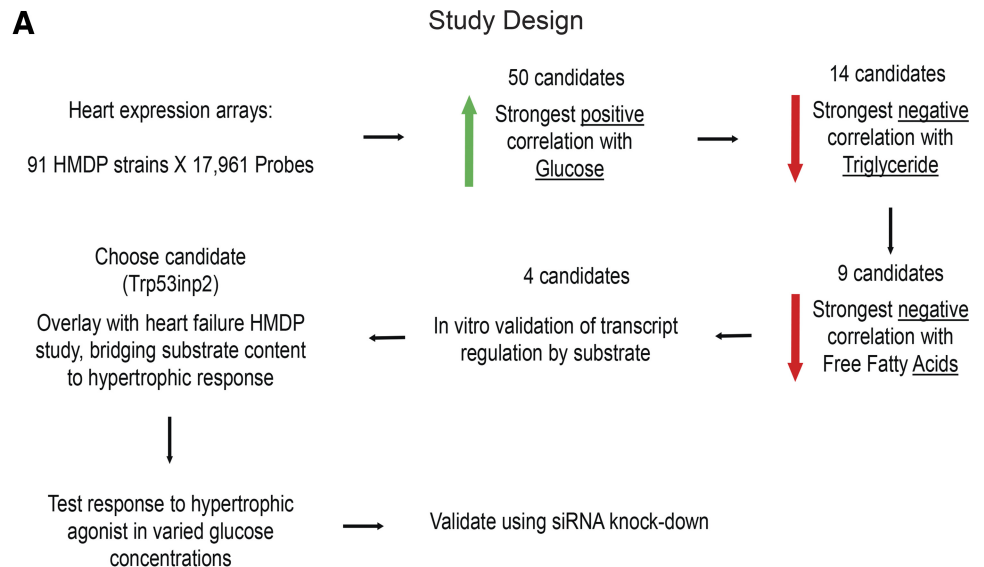 A
Study Design
Heart expression arrays:
91 HMDP strains X 17,961 Probes
50 candidates
Strongest positive
correlation with
Glucose
14 candidates
Strongest negative
correlation with
Triglyceride
9 candidates
Strongest negative
correlation with
Free Fatty Acids
4 candidates
In vitro validation of transcript
regulation by substrate
Choose candidate
(Trp53inp2)
Overlay with heart failure HMDP
study, bridging substrate content
to hypertrophic response
Test response to hypertrophic
agonist in varied glucose
concentrations
Validate using siRNA knock-down